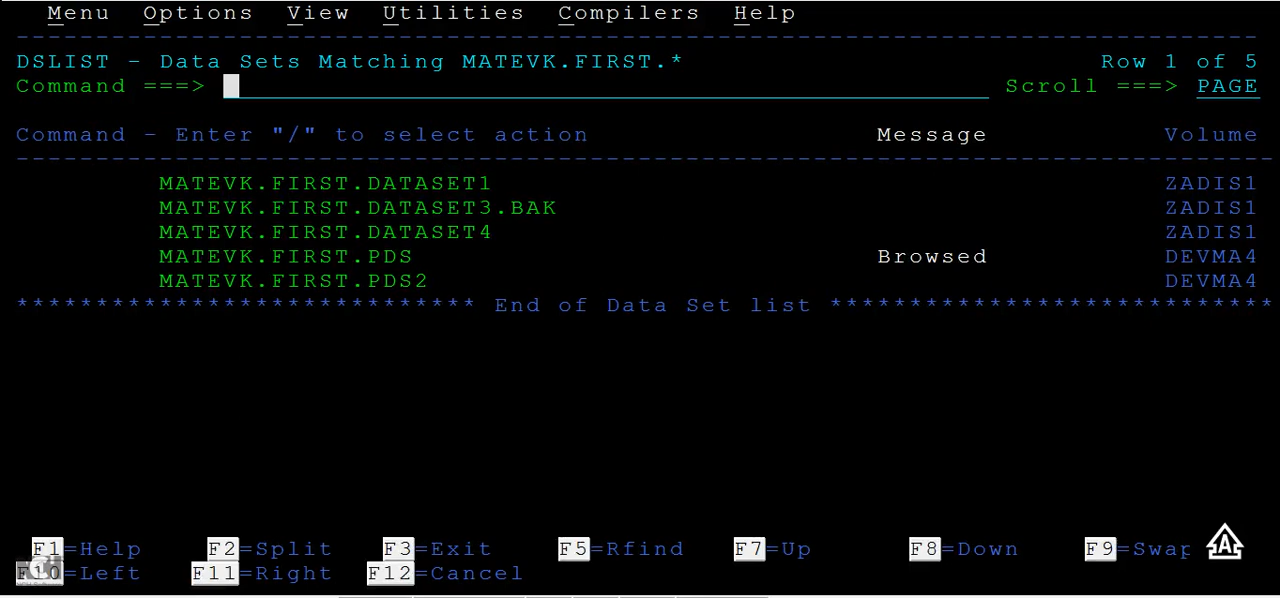 Menu Options View Utilities Compilers Help
--------------------------------------------------------------------------------
DSLIST - Data Sets Matching MATEVK.FIRST.* Row 1 of 5
Command ===> Scroll ===> PAGE
Command - Enter "/" to select action Message Volume
--------------------------------------------------------------------------------
MATEVK.FIRST.DATASET1 ZADIS1
MATEVK.FIRST.DATASET3.BAK ZADIS1
MATEVK.FIRST.DATASET4 ZADIS1
MATEVK.FIRST.PDS Browsed DEVMA4
MATEVK.FIRST.PDS2 DEVMA4
***************************** End of Data Set list ****************************
F1=Help F2=Split F3=Exit F5=Rfind F7=Up F8=Down F9=Swap
F10=Left F11=Right F12=Cancel